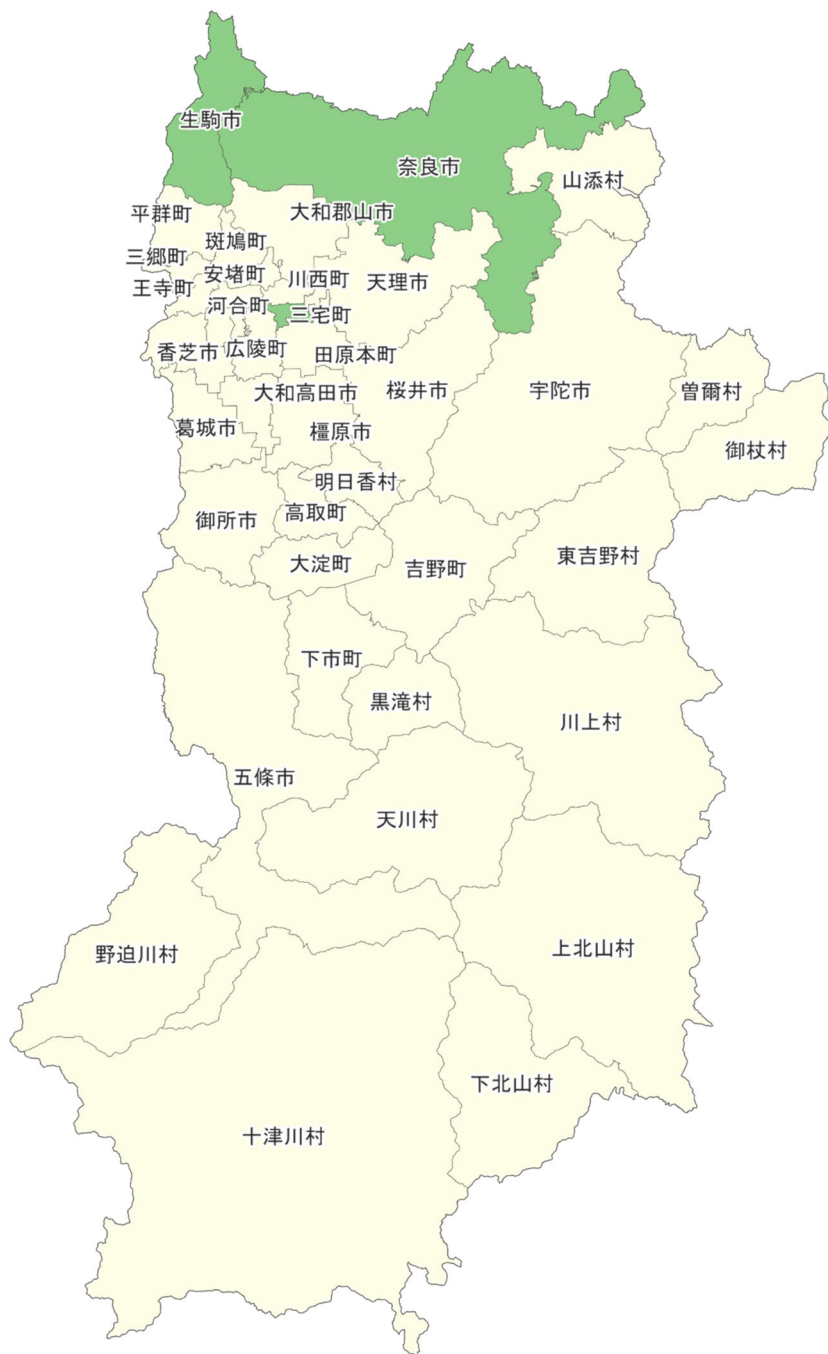 生駒市
奈良市
山添村
平群町
大和郡山市
斑鳩町
三郷町
安堵町
川西町
天理市
王寺町
河合町
三宅町
香芝市
広陵町
田原本町
大和高田市
桜井市
宇陀市
曽爾村
葛城市
橿原市
御杖村
明日香村
御所市
高取町
大淀町
吉野町
東吉野村
下市町
黒滝村
川上村
五條市
天川村
野迫川村
上北山村
下北山村
十津川村